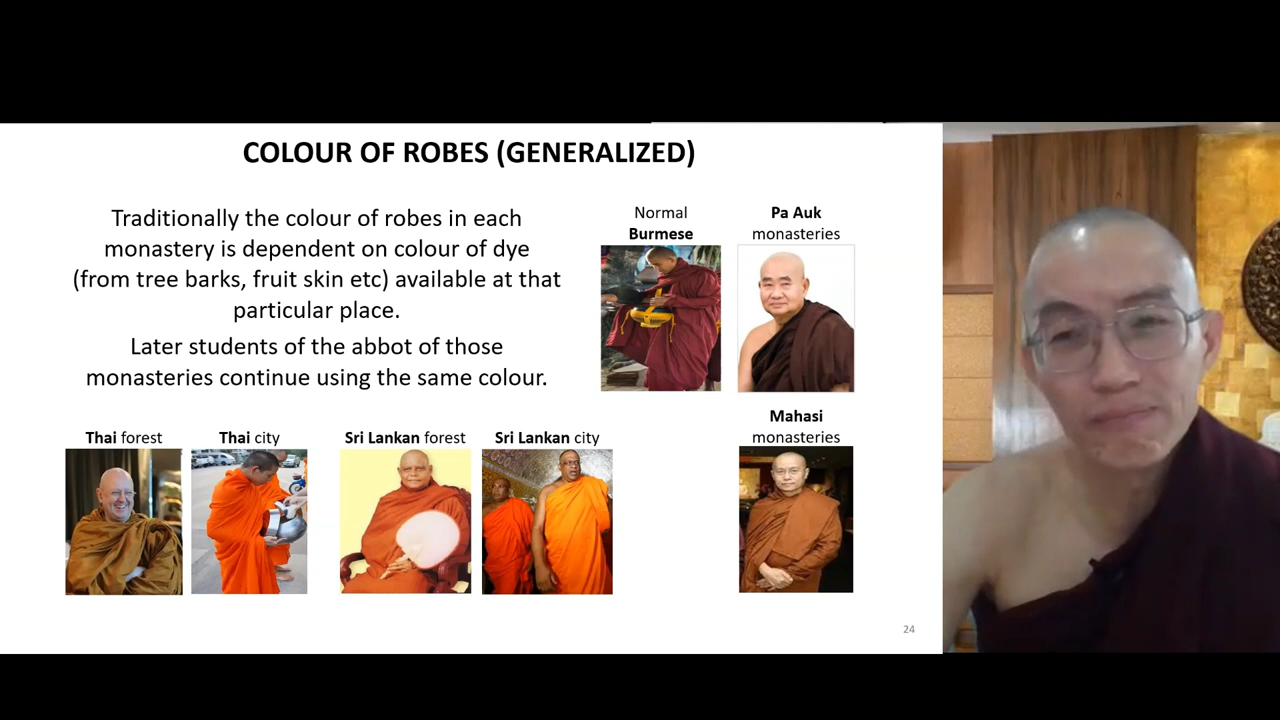 COLOUR OF ROBES (GENERALIZED)
Traditionally the colour of robes in each
monastery is dependent on colour of dye
(from tree barks, fruit skin etc) available at that
particular place.
Later students of the abbot of those
monasteries continue using the same colour.
Normal
Burmese
Pa Auk
monasteries
Mahasi
monasteries
Thai forest
Thai city
Sri Lankan forest
Sri Lankan city
24